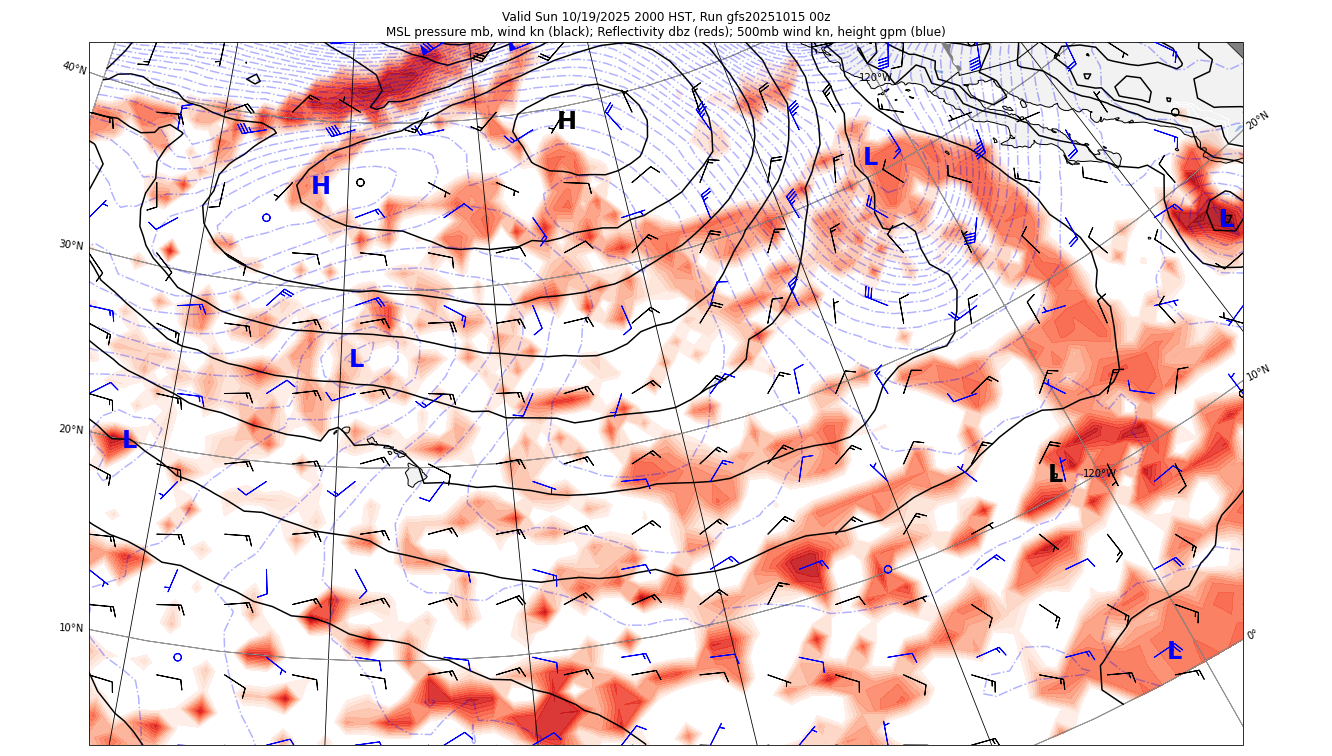 Valid Sun 10/19/2025 2000 HST, Run gfs20251015 00z
MSL pressure mb, wind kn (black); Reflectivity dbz (reds); 500mb wind kn, height gpm (blue)
40°N
120°W
20°N
H
L
H
L
30°N
L
10°N
20°N
L
L
120°W
10°N
0°
L